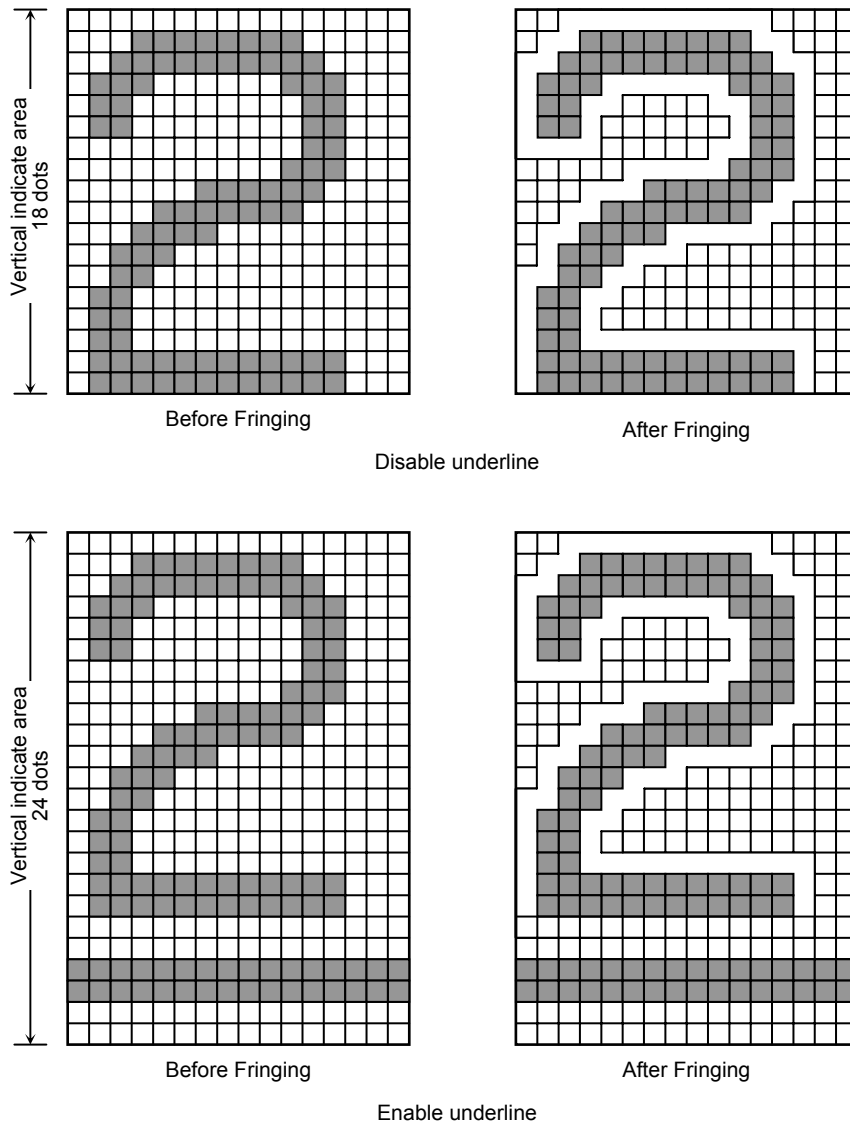 Vertical indicate area
18 dots
Before Fringing
After Fringing
Disable underline
Vertical indicate area
24 dots
Before Fringing
After Fringing
Enable underline